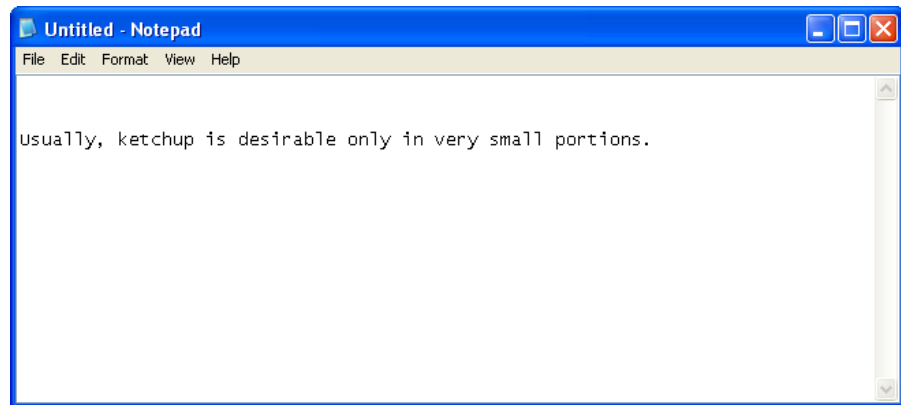 Untitled - Notepad
File Edit Format View Help
Usually, ketchup is desirable only in very small portions.